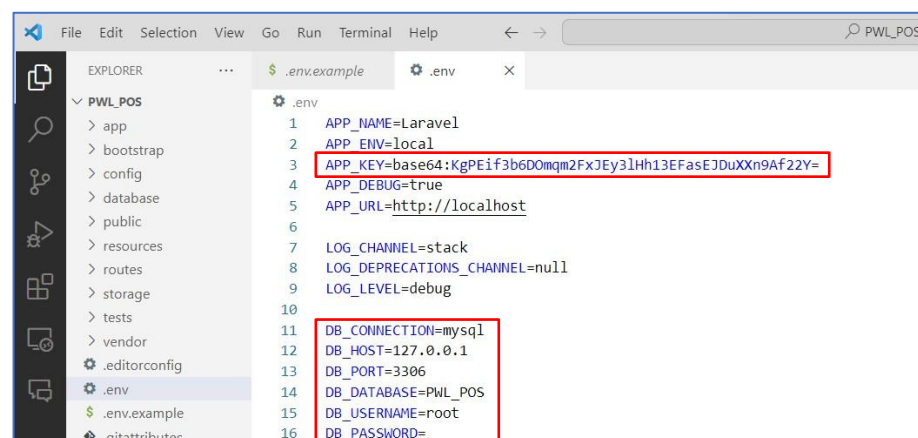 File Edit Selection View Go Run Terminal Help ← → PWL_POS
EXPLORER ...
PWL_POS
app
bootstrap
config
database
public
resources
routes
storage
tests
vendor
.editorconfig
.env
.env.example
.gitattributes
$ .env.example .env ×
.env
1 APP_NAME=Laravel
2 APP_ENV=local
3 APP_KEY=base64:KgPEif3b6DOmqm2FxJEy3lHh13EFasEJDuXXn9Af22Y=
4 APP_DEBUG=true
5 APP_URL=http://localhost
6
7 LOG_CHANNEL=stack
8 LOG_DEPRECATIONS_CHANNEL=null
9 LOG_LEVEL=debug
10
11 DB_CONNECTION=mysql
12 DB_HOST=127.0.0.1
13 DB_PORT=3306
14 DB_DATABASE=PWL_POS
15 DB_USERNAME=root
16 DB_PASSWORD=